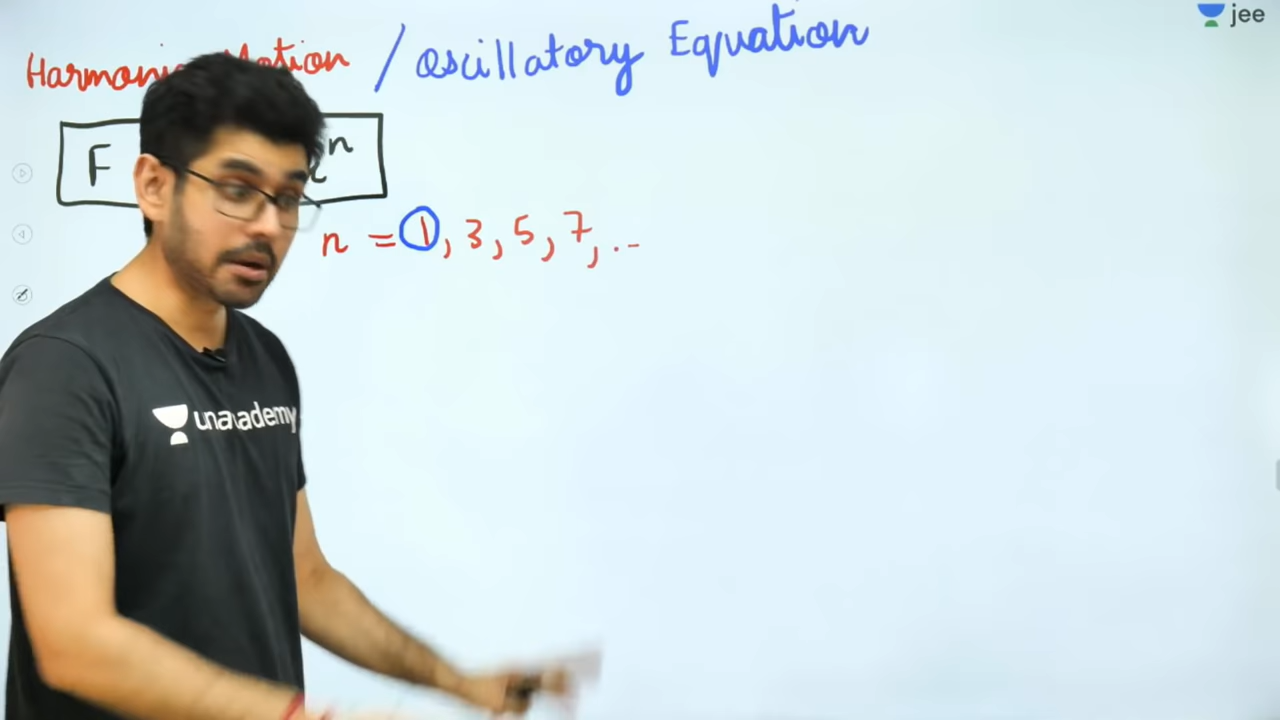 jee
Harmonic Motion / Oscillatory Equation
F n
n = 1, 3, 5, 7, ..
unacademy